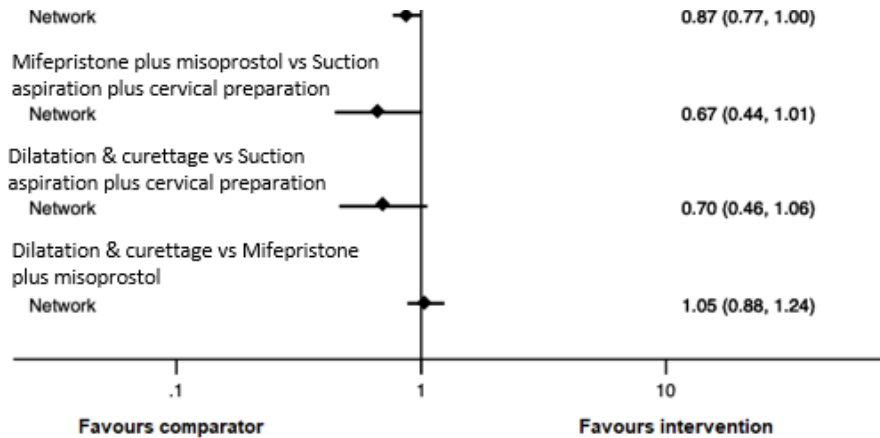 Network 0.87 (0.77, 1.00)
Mifepristone plus misoprostol vs Suction
aspiration plus cervical preparation
Network 0.67 (0.44, 1.01)
Dilatation & curettage vs Suction
aspiration plus cervical preparation
Network 0.70 (0.46, 1.06)
Dilatation & curettage vs Mifepristone
plus misoprostol
Network 1.05 (0.88, 1.24)
.1 1 10
Favours comparator Favours intervention